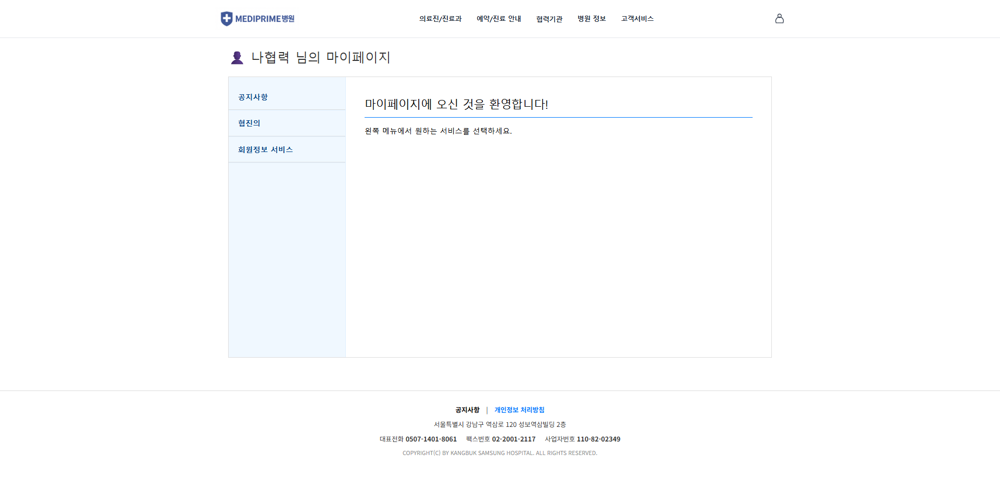 MEDIPRIME병원
의료진/진료과 예약/진료 안내 협력기관 병원 정보 고객서비스
나협력 님의 마이페이지
공지사항
협진의
회원정보 서비스
마이페이지에 오신 것을 환영합니다!
왼쪽 메뉴에서 원하는 서비스를 선택하세요.
공지사항 | 개인정보 처리방침
서울특별시 강남구 역삼로 120 성보역삼빌딩 2층
대표전화 0507-1401-8061 팩스번호 02-2001-2117 사업자번호 110-82-02349
COPYRIGHT(C) BY KANGBUK SAMSUNG HOSPITAL. ALL RIGHTS RESERVED.